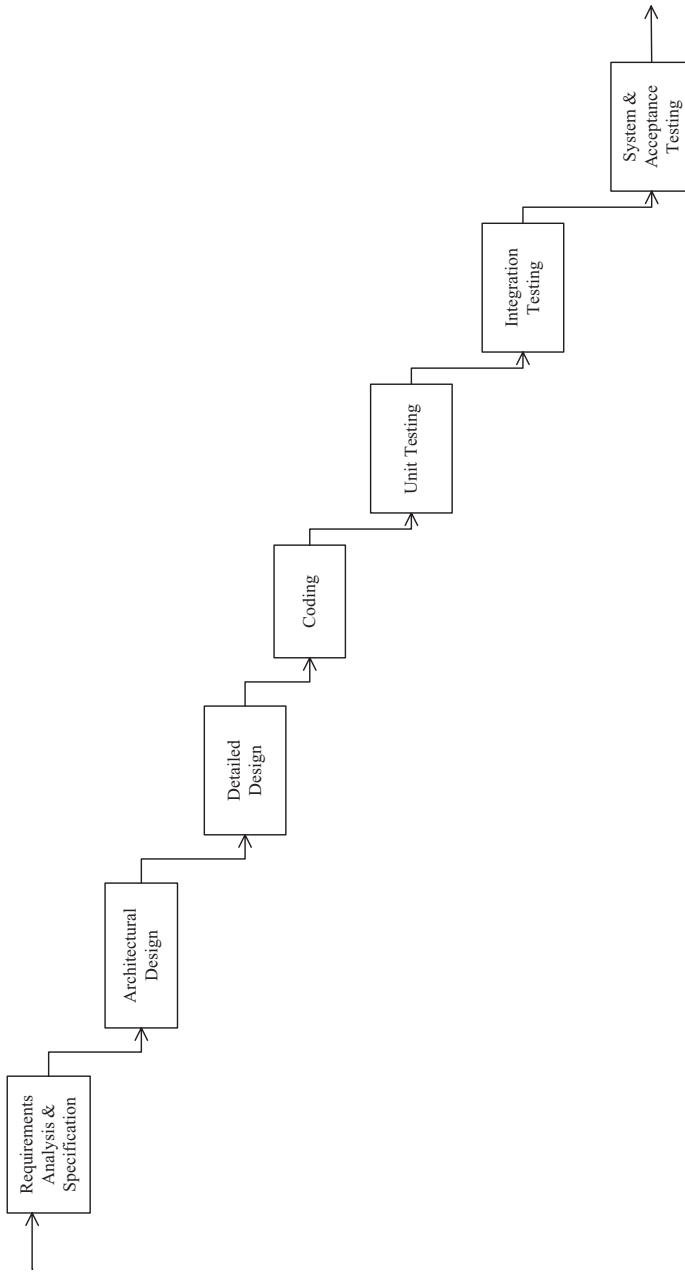 Requirements
Analysis &
Specification
Architectural
Design
Detailed
Design
Coding
Unit Testing
Integration
Testing
System &
Acceptance
Testing